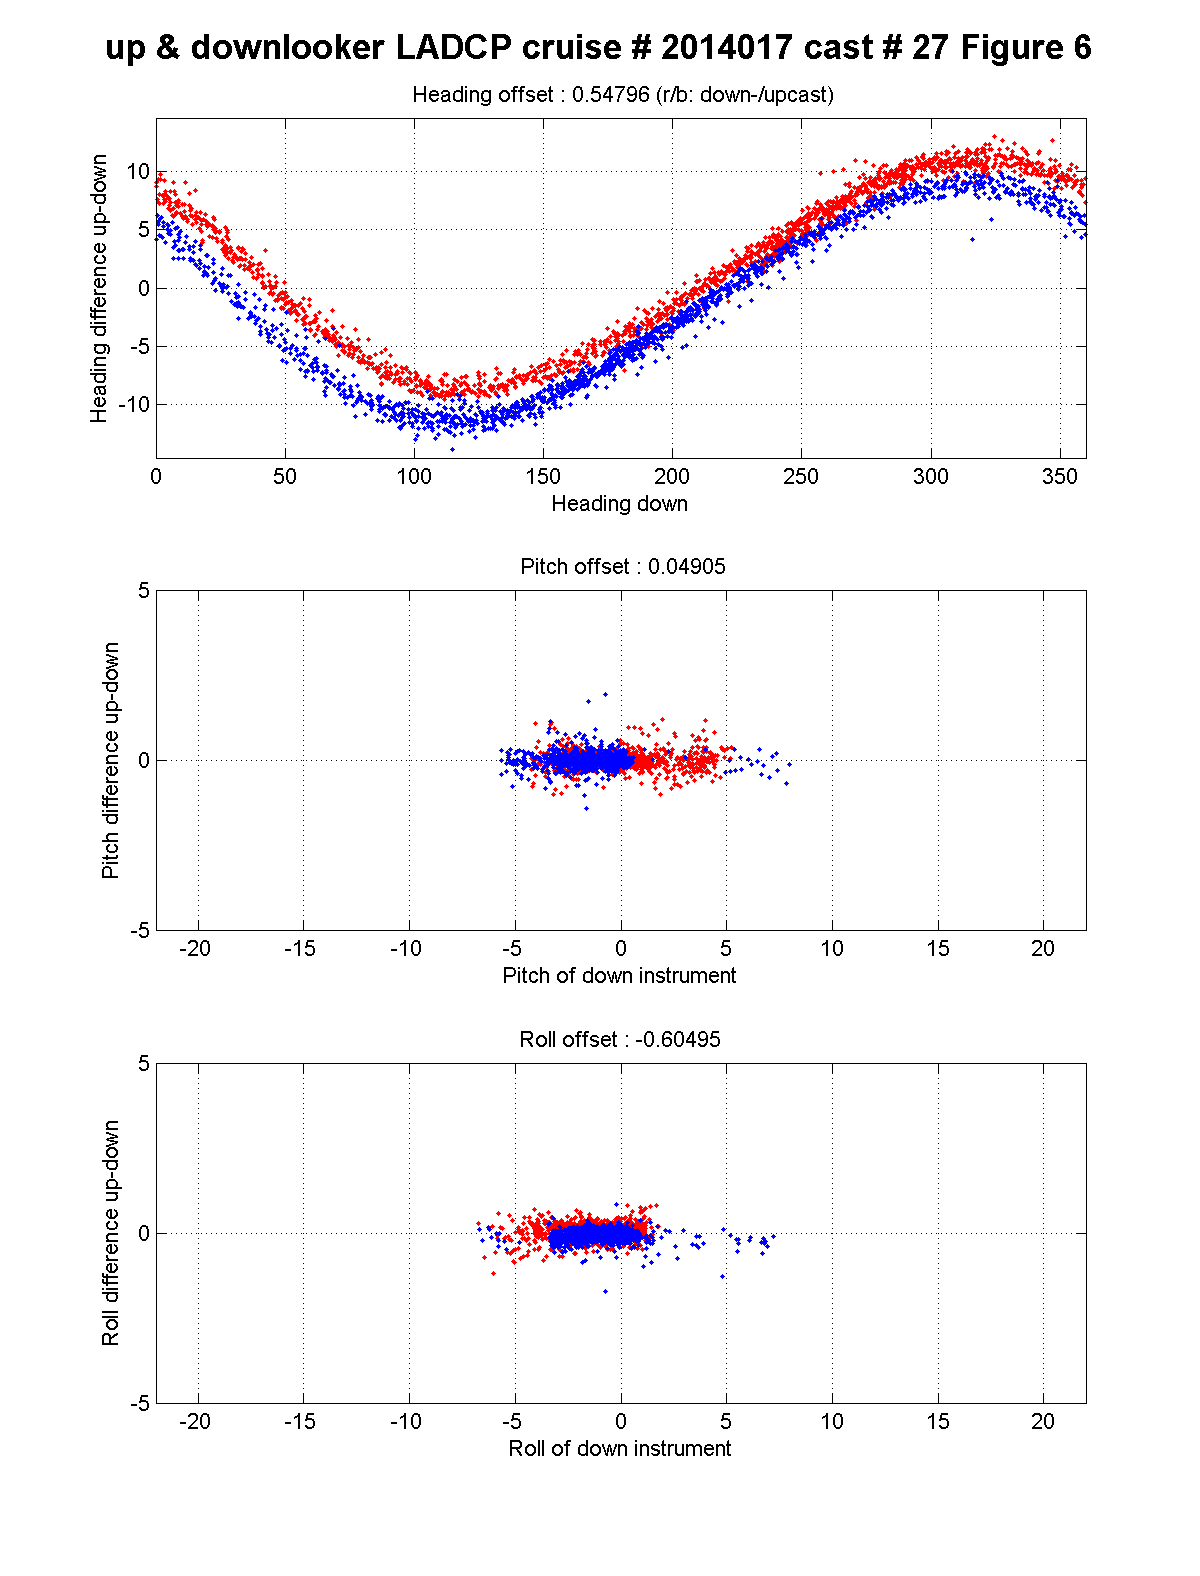 up & downlooker LADCP cruise # 2014017 cast # 27 Figure 6
Heading offset : 0.54796 (r/b: down-/upcast)
Heading difference up-down
10
5
0
-5
-10
0 50 100 150 200 250 300 350
Heading down
Pitch offset : 0.04905
Pitch difference up-down
5
0
-5
-20 -15 -10 -5 0 5 10 15 20
Pitch of down instrument
Roll offset : -0.60495
Roll difference up-down
5
0
-5
-20 -15 -10 -5 0 5 10 15 20
Roll of down instrument